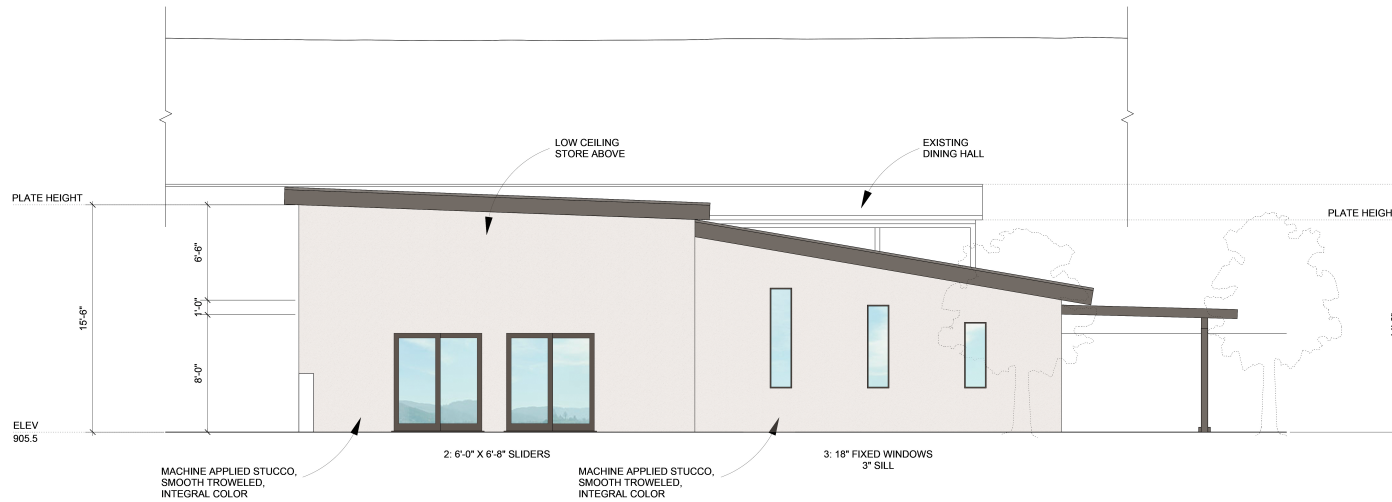 LOW CEILING
STORE ABOVE
EXISTING
DINING HALL
PLATE HEIGHT
PLATE HEIGH
6'-6"
1'-0"
15'-6"
8'-0"
ELEV
905.5
2: 6'-0" X 6'-8" SLIDERS
3: 18" FIXED WINDOWS
3" SILL
MACHINE APPLIED STUCCO,
SMOOTH TROWELED,
INTEGRAL COLOR
MACHINE APPLIED STUCCO,
SMOOTH TROWELED,
INTEGRAL COLOR